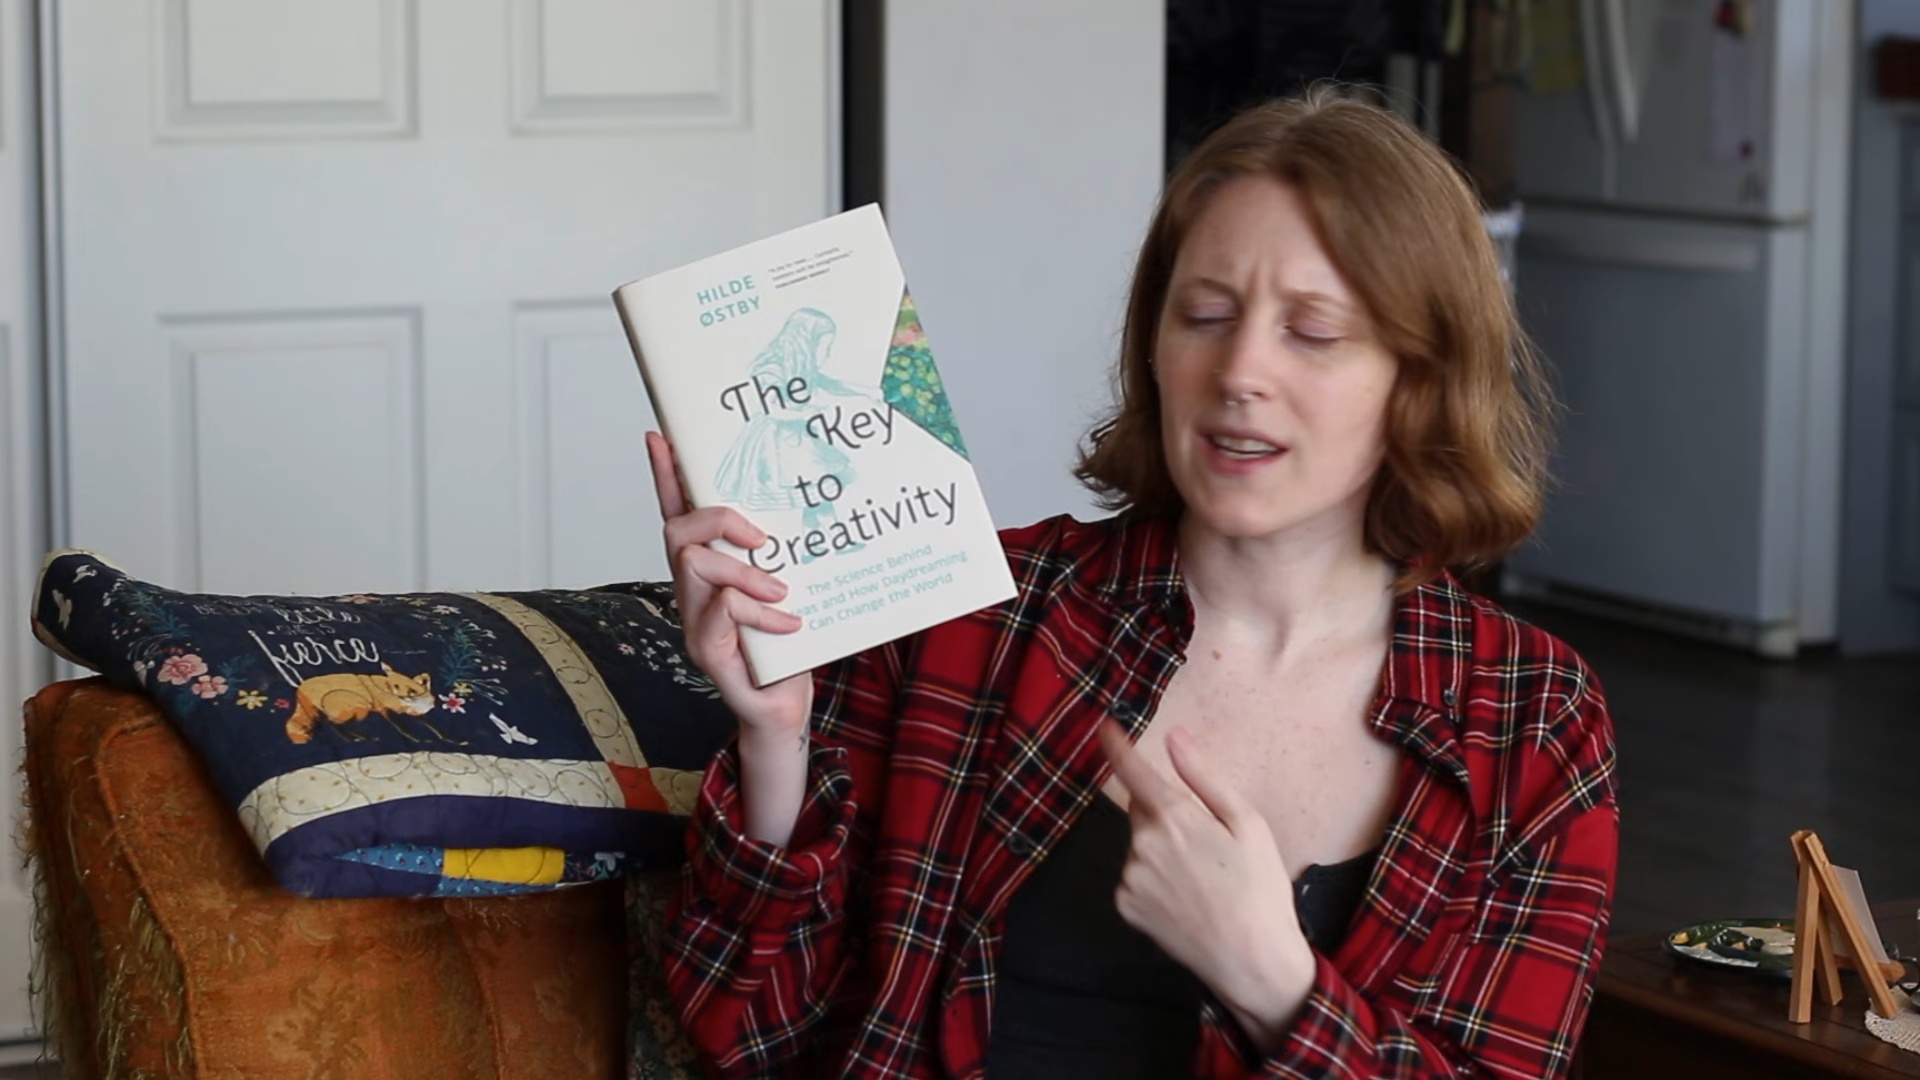 HILDE
ØSTBY
The
Key
to
Creativity
The Science Behind
Ideas and How Daydreaming
Can Change the World
fierce